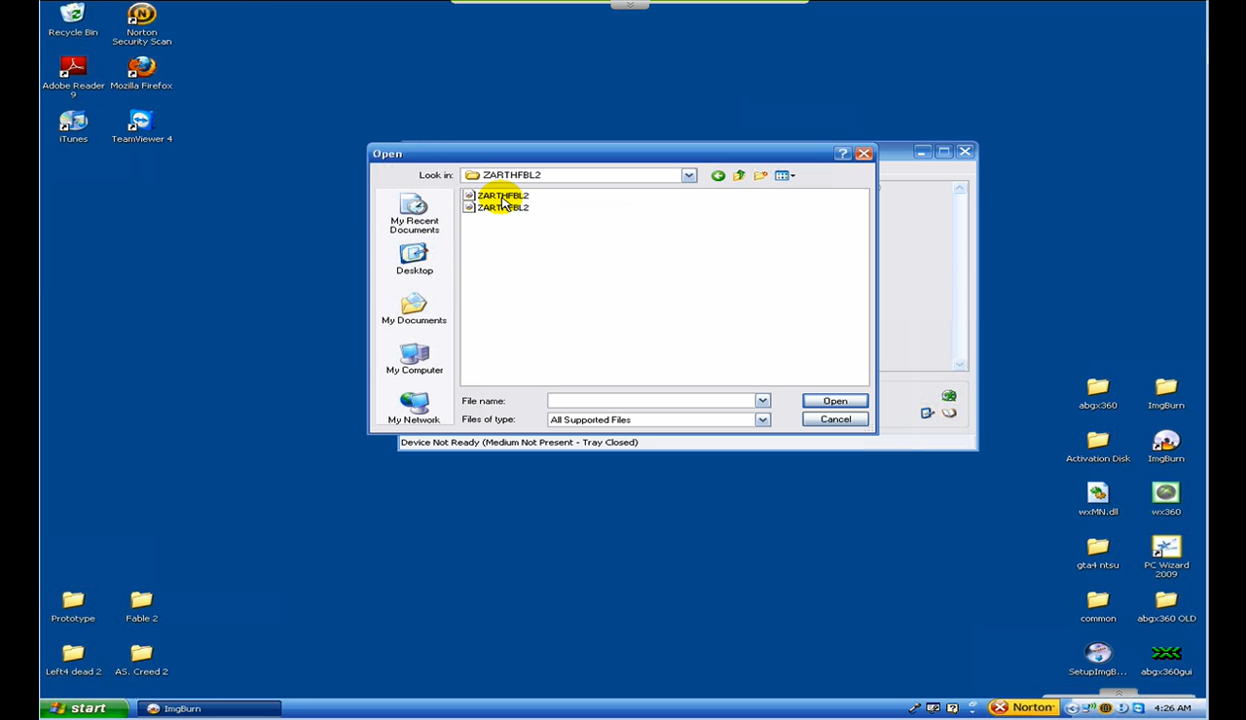 Recycle Bin
Norton
Security Scan
Adobe Reader
9
Mozilla Firefox
iTunes
TeamViewer 4
Open
Look in:
ZARTHFBL2
ZARTHFBL2
ZARTHFBL2
My Recent
Documents
Desktop
My Documents
My Computer
My Network
File name:
Open
Files of type:
All Supported Files
Cancel
Device Not Ready (Medium Not Present - Tray Closed)
abgx360
ImgBurn
Activation Disk
ImgBurn
wxMN.dll
wx360
gta4 ntsu
PC Wizard
2009
common
abgx360 OLD
SetupImgB...
abgx360gui
Prototype
Fable 2
Left4 dead 2
AS. Creed 2
start
ImgBurn
Norton
4:26 AM